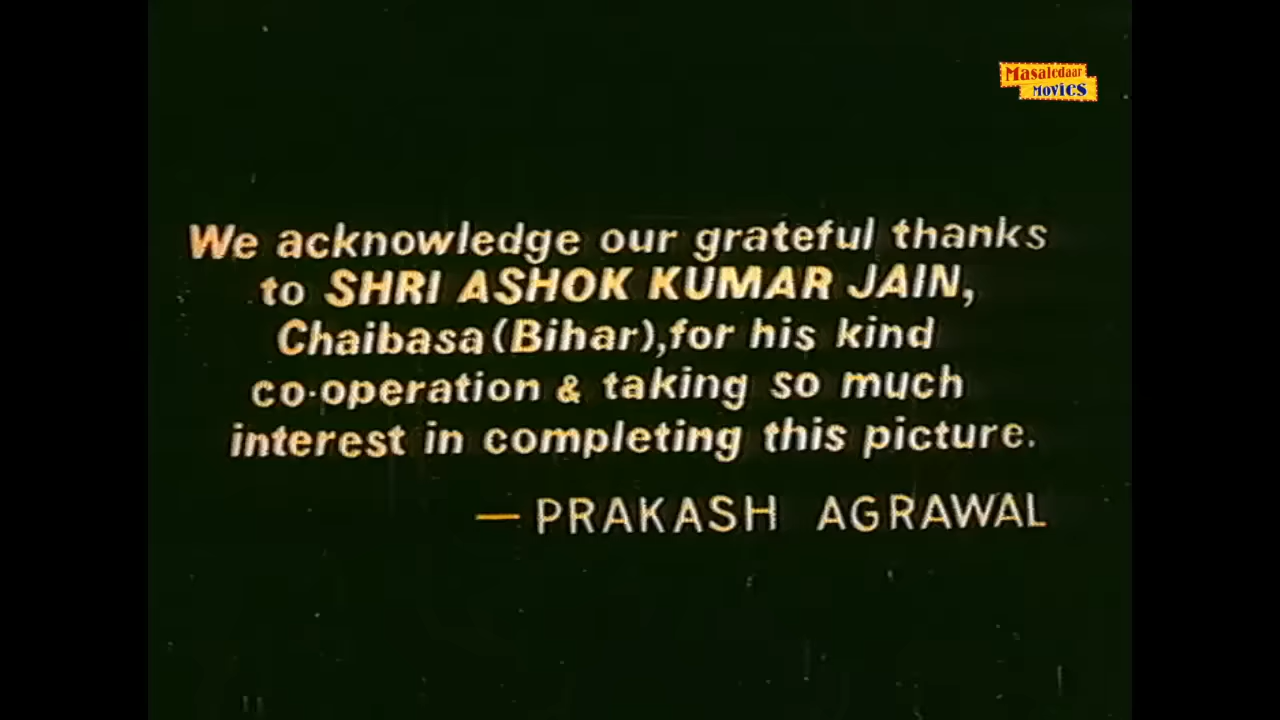 Masaledaar
Movies
We acknowledge our grateful thanks
to SHRI ASHOK KUMAR JAIN,
Chaibasa (Bihar), for his kind
co-operation & taking so much
interest in completing this picture.
— PRAKASH AGRAWAL